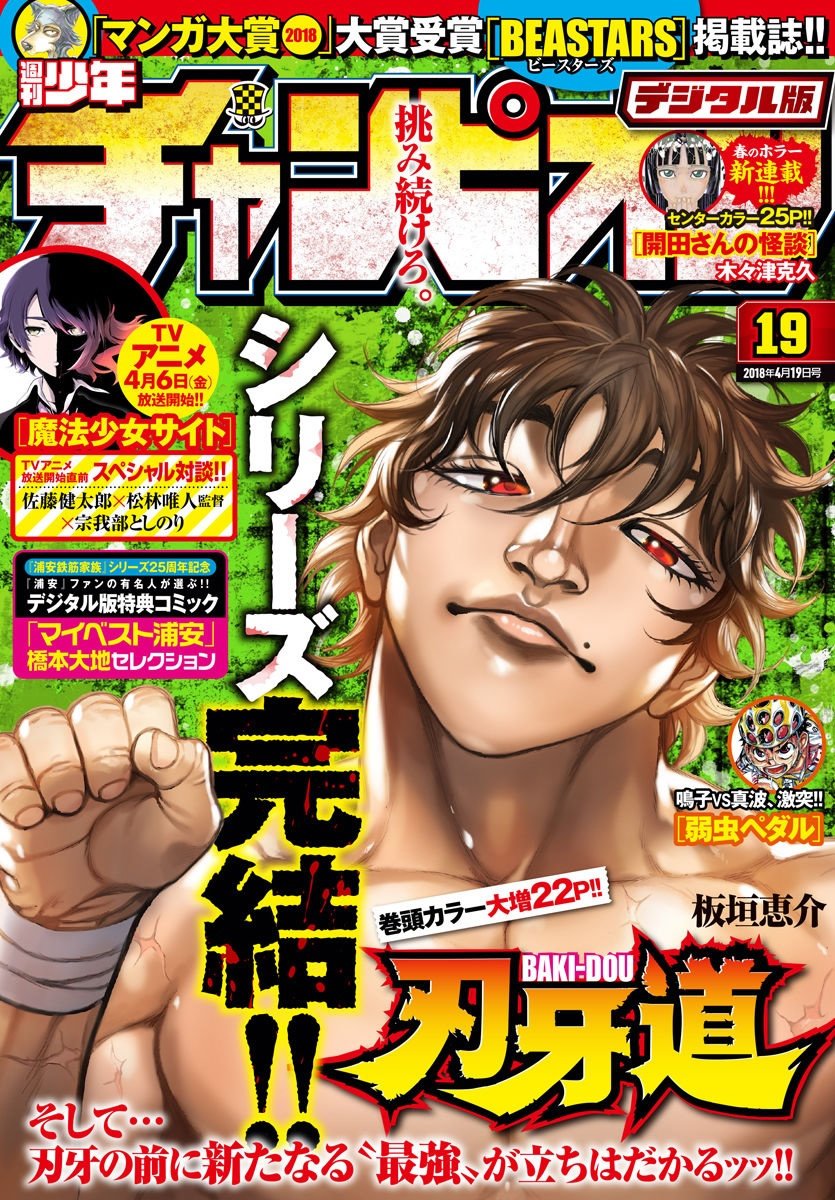 「マンガ大賞2018」大賞受賞[BEASTARS]掲載誌!!
ビースターズ
週刊少年
チャンピオ
デジタル版
挑み続けろ。
春のホラー
新連載!!!
センターカラー25P!!
[開田さんの怪談]
木々津克久
19
2018年4月19日号
TV
アニメ
4月6日(金)
放送開始!!
[魔法少女サイト]
TVアニメ
放送開始直前
スペシャル対談!!
佐藤健太郎×松林唯人監督
×宗我部としのり
『浦安鉄筋家族』シリーズ25周年記念
『浦安』ファンの有名人が選ぶ!!
デジタル版特典コミック
「マイベスト浦安」
橋本大地セレクション
シリーズ完結!!
鳴子VS真波、激突!!
[弱虫ペダル]
巻頭カラー大増22P!!
板垣恵介
BAKI-DOU
刃牙道
そして…
刃牙の前に新たなる〝最強〟が立ちはだかるッッ!!